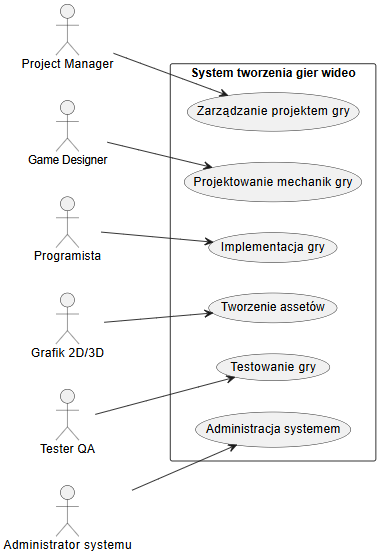 Project Manager
System tworzenia gier wideo
Zarządzanie projektem gry
Game Designer
Projektowanie mechanik gry
Programista
Implementacja gry
Grafik 2D/3D
Tworzenie assetów
Tester QA
Testowanie gry
Administrator systemu
Administracja systemem